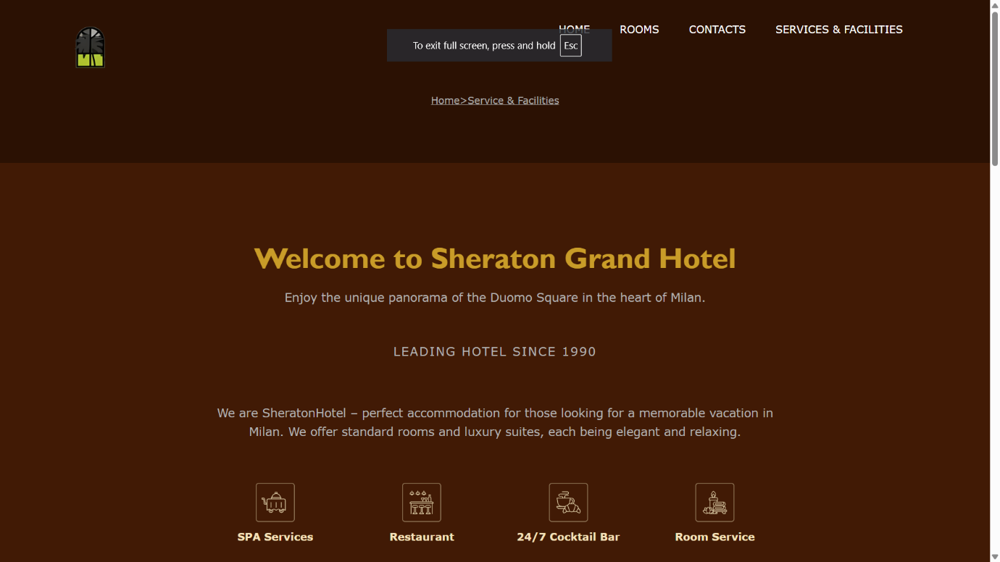 HOME ROOMS CONTACTS SERVICES & FACILITIES
To exit full screen, press and hold Esc
Home>Service & Facilities
Welcome to Sheraton Grand Hotel
Enjoy the unique panorama of the Duomo Square in the heart of Milan.
LEADING HOTEL SINCE 1990
We are SheratonHotel – perfect accommodation for those looking for a memorable vacation in
Milan. We offer standard rooms and luxury suites, each being elegant and relaxing.
SPA Services Restaurant 24/7 Cocktail Bar Room Service